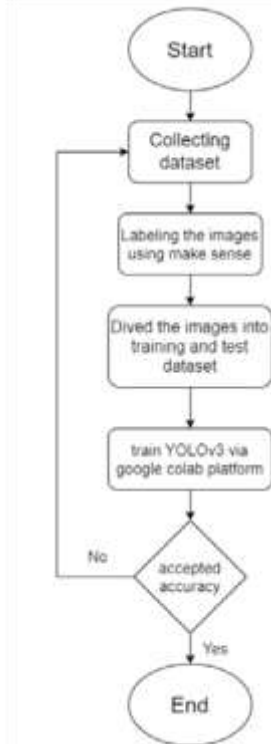 Start
Collecting
dataset
Labeling the images
using make sense
Dived the images into
training and test
dataset
train YOLOv3 via
google colab platform
accepted
accuracy
No
Yes
End